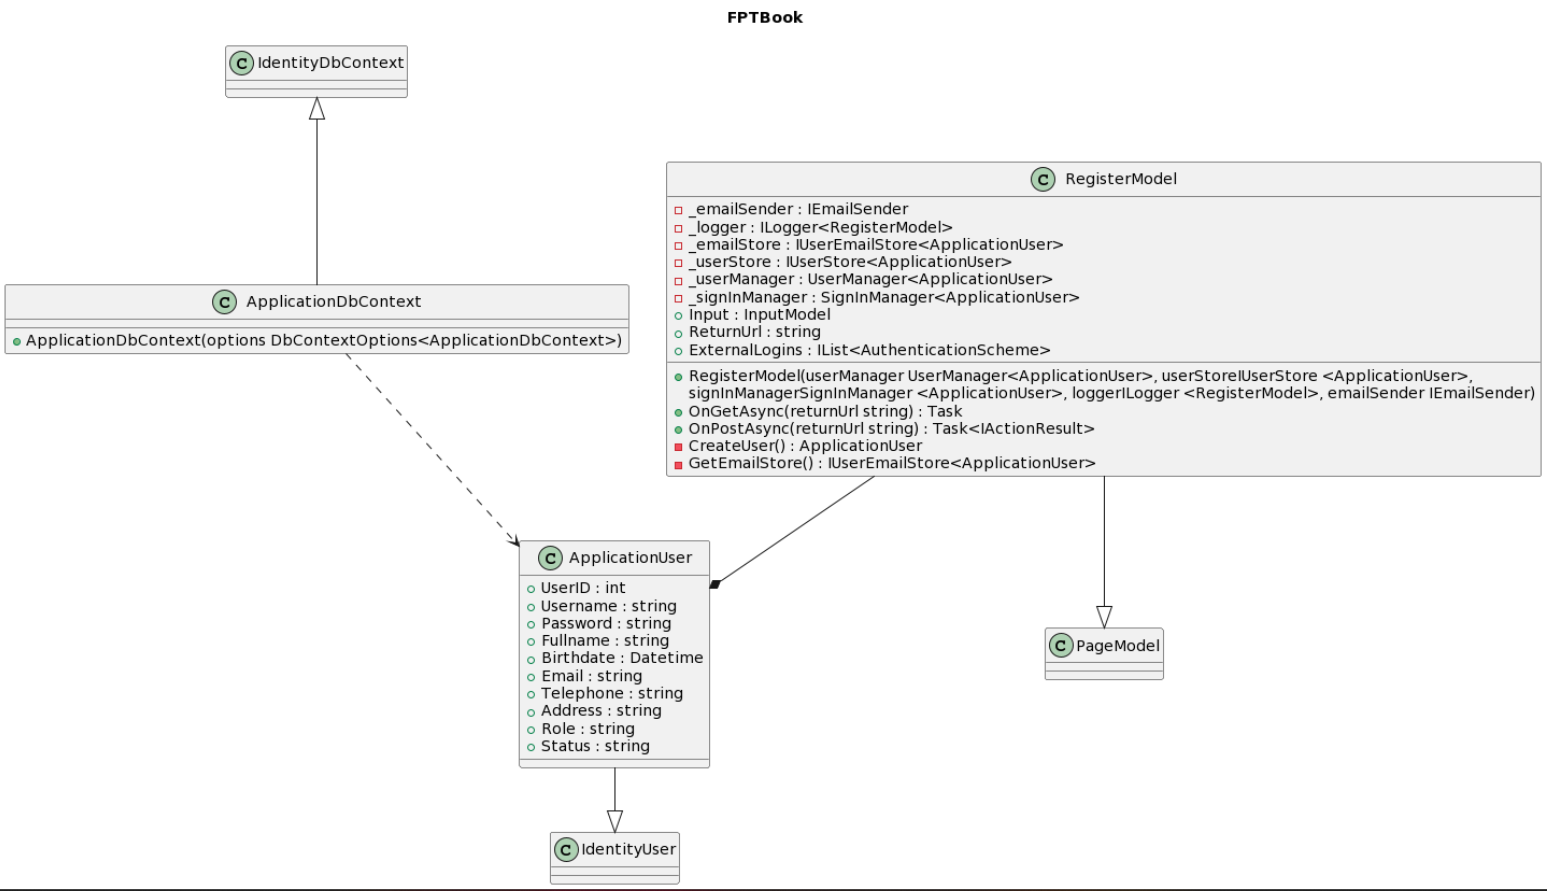 FPTBook
C IdentityDbContext
C RegisterModel
_emailSender : IEmailSender
_logger : ILogger<RegisterModel>
_emailStore : IUserEmailStore<ApplicationUser>
_userStore : IUserStore<ApplicationUser>
_userManager : UserManager<ApplicationUser>
_signInManager : SignInManager<ApplicationUser>
Input : InputModel
ReturnUrl : string
ExternalLogins : IList<AuthenticationScheme>
RegisterModel(userManager UserManager<ApplicationUser>, userStoreIUserStore <ApplicationUser>,
signInManagerSignInManager <ApplicationUser>, loggerILogger <RegisterModel>, emailSender IEmailSender)
OnGetAsync(returnUrl string) : Task
OnPostAsync(returnUrl string) : Task<IActionResult>
CreateUser() : ApplicationUser
GetEmailStore() : IUserEmailStore<ApplicationUser>
C ApplicationDbContext
ApplicationDbContext(options DbContextOptions<ApplicationDbContext>)
C ApplicationUser
UserID : int
Username : string
Password : string
Fullname : string
Birthdate : Datetime
Email : string
Telephone : string
Address : string
Role : string
Status : string
C PageModel
C IdentityUser